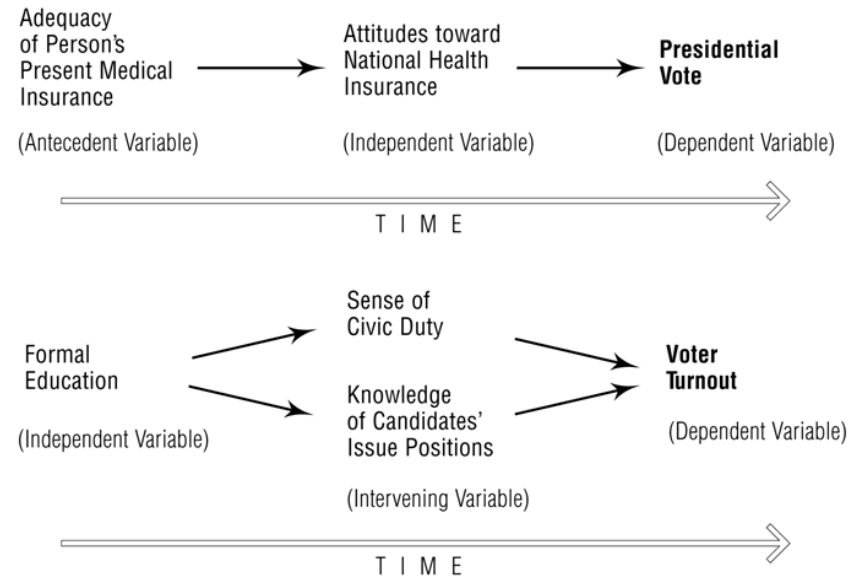 Adequacy
of Person's
Present Medical
Insurance
(Antecedent Variable)
Attitudes toward
National Health
Insurance
(Independent Variable)
Presidential
Vote
(Dependent Variable)
TIME
Formal
Education
(Independent Variable)
Sense of
Civic Duty
Knowledge
of Candidates'
Issue Positions
(Intervening Variable)
Voter
Turnout
(Dependent Variable)
TIME